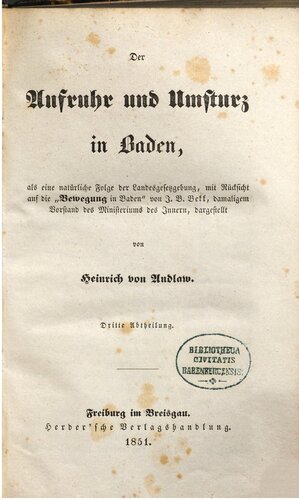 Der
Aufruhr und Umsturz
in Baden,
als eine natürliche Folge der Landesgesetzgebung, mit Rücksicht
auf die „Bewegung in Baden“ von J. B. Bekk, damaligem
Vorstand des Ministeriums des Innern, dargestellt
von
Heinrich von Andlaw.
Dritte Abtheilung.
BIBLIOTHECA
CIVITATIS
BABENBERGENSIS.
Freiburg im Breisgau.
Herder'sche Verlagshandlung.
1851.